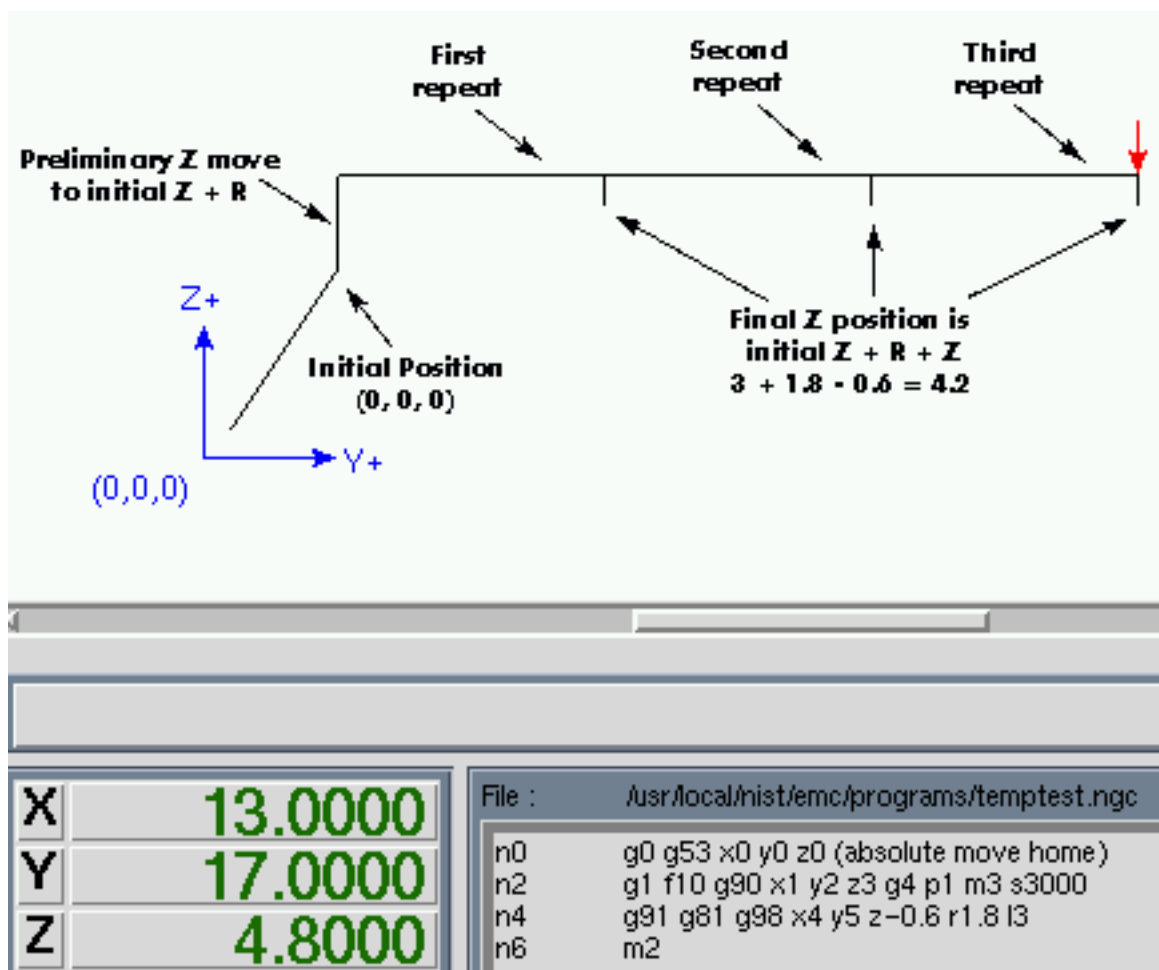 First
repeat
Second
repeat
Third
repeat
Preliminary Z move
to initial Z + R
Z+
Initial Position
(0, 0, 0)
Final Z position is
initial Z + R + Z
3 + 1.8 - 0.6 = 4.2
Y+
(0,0,0)
X 13.0000
Y 17.0000
Z 4.8000
File : /usr/local/nist/emc/programs/temptest.ngc
n0 g0 g53 x0 y0 z0 (absolute move home)
n2 g1 f10 g90 x1 y2 z3 g4 p1 m3 s3000
n4 g91 g81 g98 x4 y5 z-0.6 r1.8 l3
n6 m2